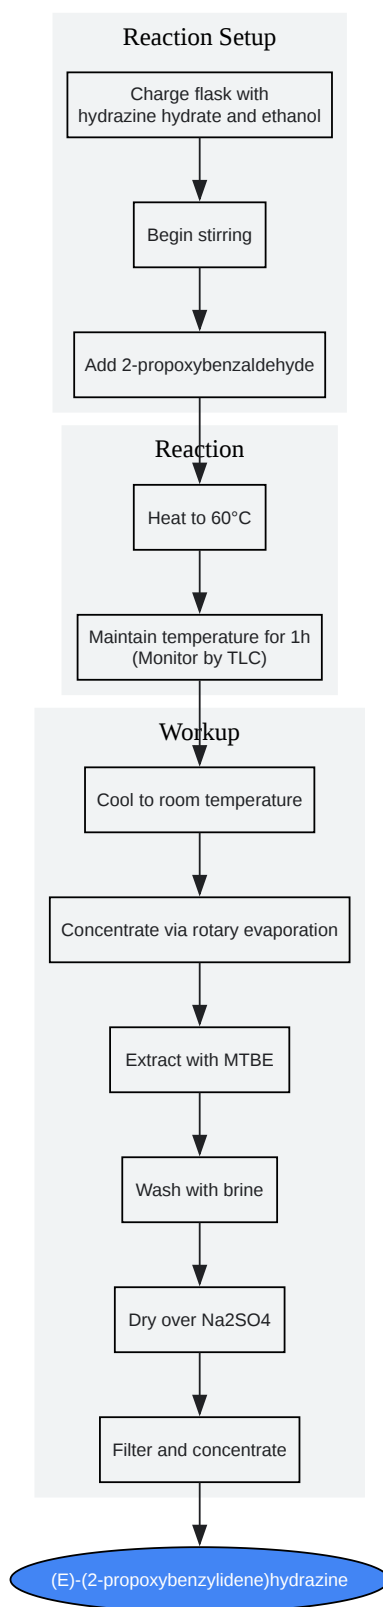 Reaction Setup
Charge flask with
hydrazine hydrate and ethanol
Begin stirring
Add 2-propoxybenzaldehyde
Reaction
Heat to 60°C
Maintain temperature for 1h
(Monitor by TLC)
Workup
Cool to room temperature
Concentrate via rotary evaporation
Extract with MTBE
Wash with brine
Dry over Na2SO4
Filter and concentrate
(E)-(2-propoxybenzylidene)hydrazine